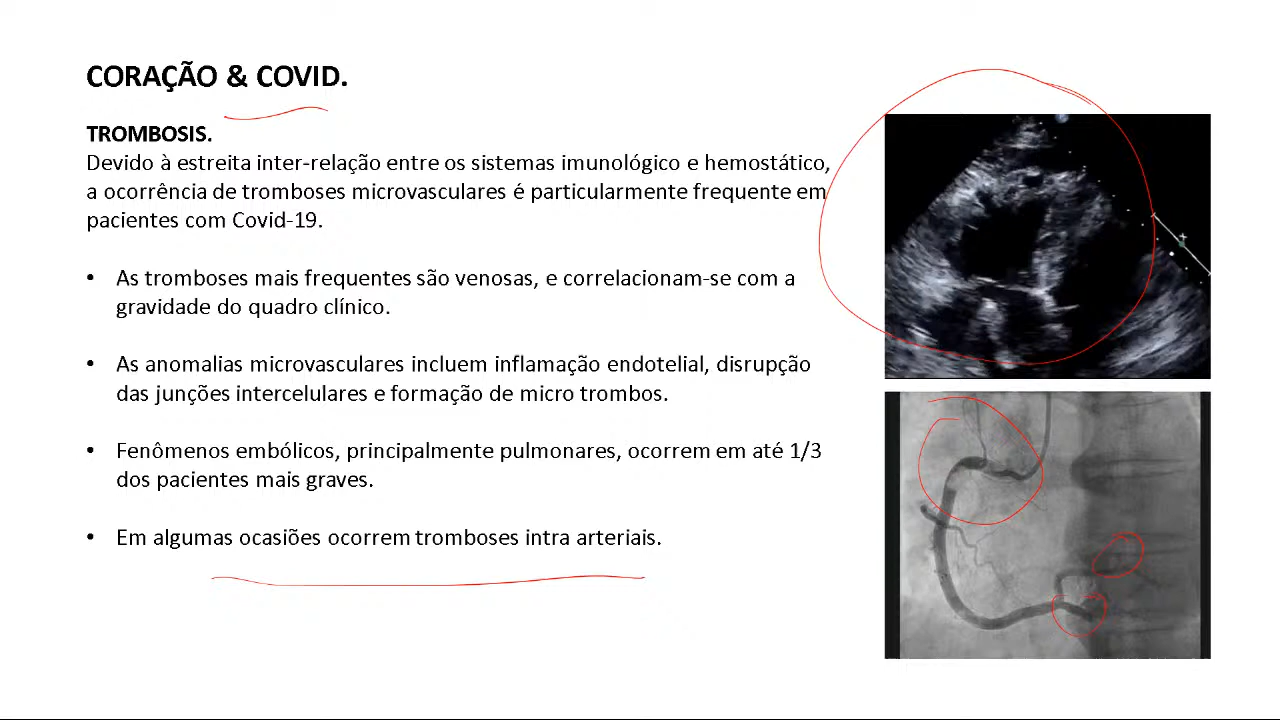 CORAÇÃO & COVID.
TROMBOSIS.
Devido à estreita inter-relação entre os sistemas imunológico e hemostático,
a ocorrência de tromboses microvasculares é particularmente frequente em
pacientes com Covid-19.
• As tromboses mais frequentes são venosas, e correlacionam-se com a
gravidade do quadro clínico.
• As anomalias microvasculares incluem inflamação endotelial, disrupção
das junções intercelulares e formação de micro trombos.
• Fenômenos embólicos, principalmente pulmonares, ocorrem em até 1/3
dos pacientes mais graves.
• Em algumas ocasiões ocorrem tromboses intra arteriais.